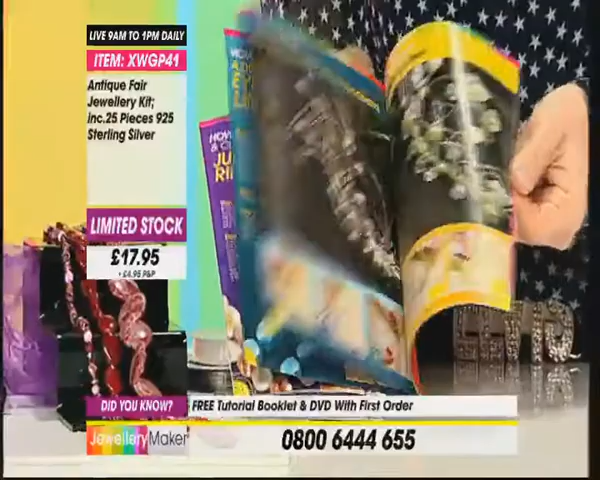 LIVE 9AM TO 1PM DAILY
ITEM: XWGP41
Antique Fair
Jewellery Kit;
inc.25 Pieces 925
Sterling Silver
LIMITED STOCK
£17.95
+ £4.95 P&P
DID YOU KNOW?
FREE Tutorial Booklet & DVD With First Order
JewelleryMaker
0800 6444 655